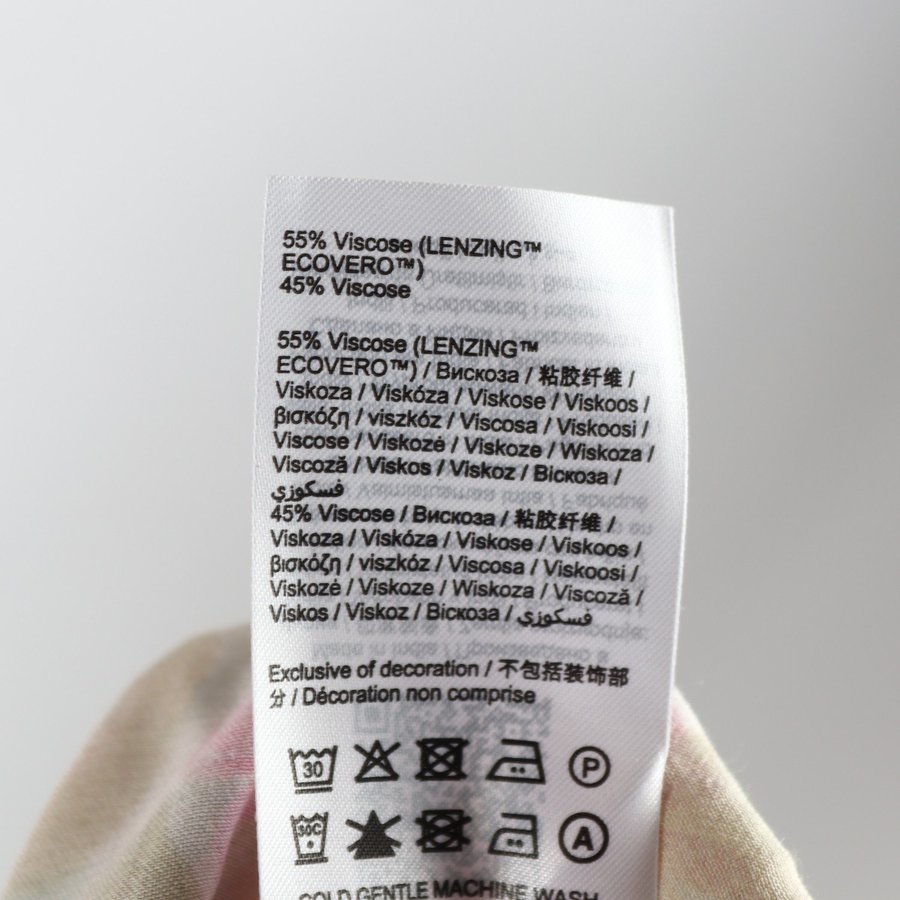 55% Viscose (LENZING™
ECOVERO™)
45% Viscose
55% Viscose (LENZING™
ECOVERO™) / Вискоза / 粘胶纤维 /
Viskoza / Viskóza / Viskose / Viskoos /
βισκόζη / viszkóz / Viscosa / Viskoosi /
Viscose / Viskozė / Viskoze / Wiskoza /
Viscoză / Viskos / Viskoz / Віскоза /
فسكوزي
45% Viscose / Вискоза / 粘胶纤维 /
Viskoza / Viskóza / Viskose / Viskoos /
βισκόζη / viszkóz / Viscosa / Viskoosi /
Viskozė / Viskoze / Wiskoza / Viscoză /
Viskos / Viskoz / Віскоза / فسكوزي
Exclusive of decoration / 不包括装饰部
分 / Décoration non comprise
30 P
30C A
COLD GENTLE MACHINE WASH